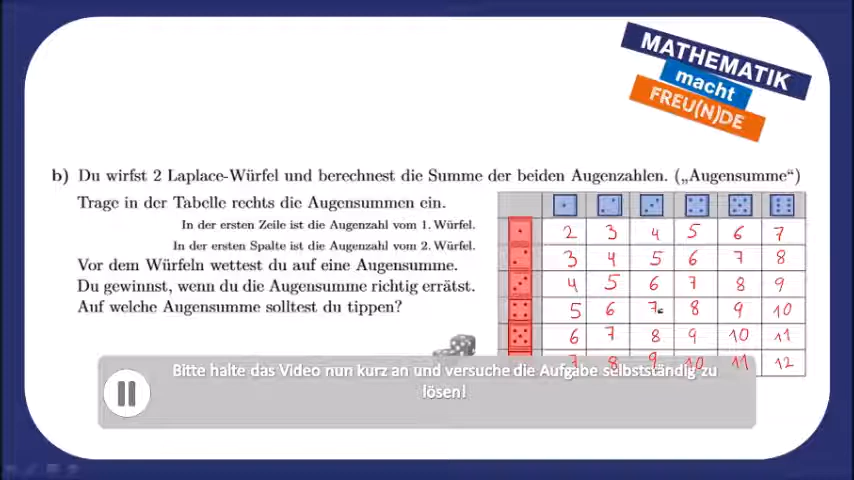 MATHEMATIK
macht
FREU(N)DE
b) Du wirfst 2 Laplace-Würfel und berechnest die Summe der beiden Augenzahlen. („Augensumme“)
Trage in der Tabelle rechts die Augensummen ein.
In der ersten Zeile ist die Augenzahl vom 1. Würfel.
In der ersten Spalte ist die Augenzahl vom 2. Würfel.
Vor dem Würfeln wettest du auf eine Augensumme.
Du gewinnst, wenn du die Augensumme richtig errätst.
Auf welche Augensumme solltest du tippen?
2 3 4 5 6 7
3 4 5 6 7 8
4 5 6 7 8 9
5 6 7 8 9 10
6 7 8 9 10 11
7 8 9 10 11 12
Bitte halte das Video nun kurz an und versuche die Aufgabe selbstständig zu
lösen!